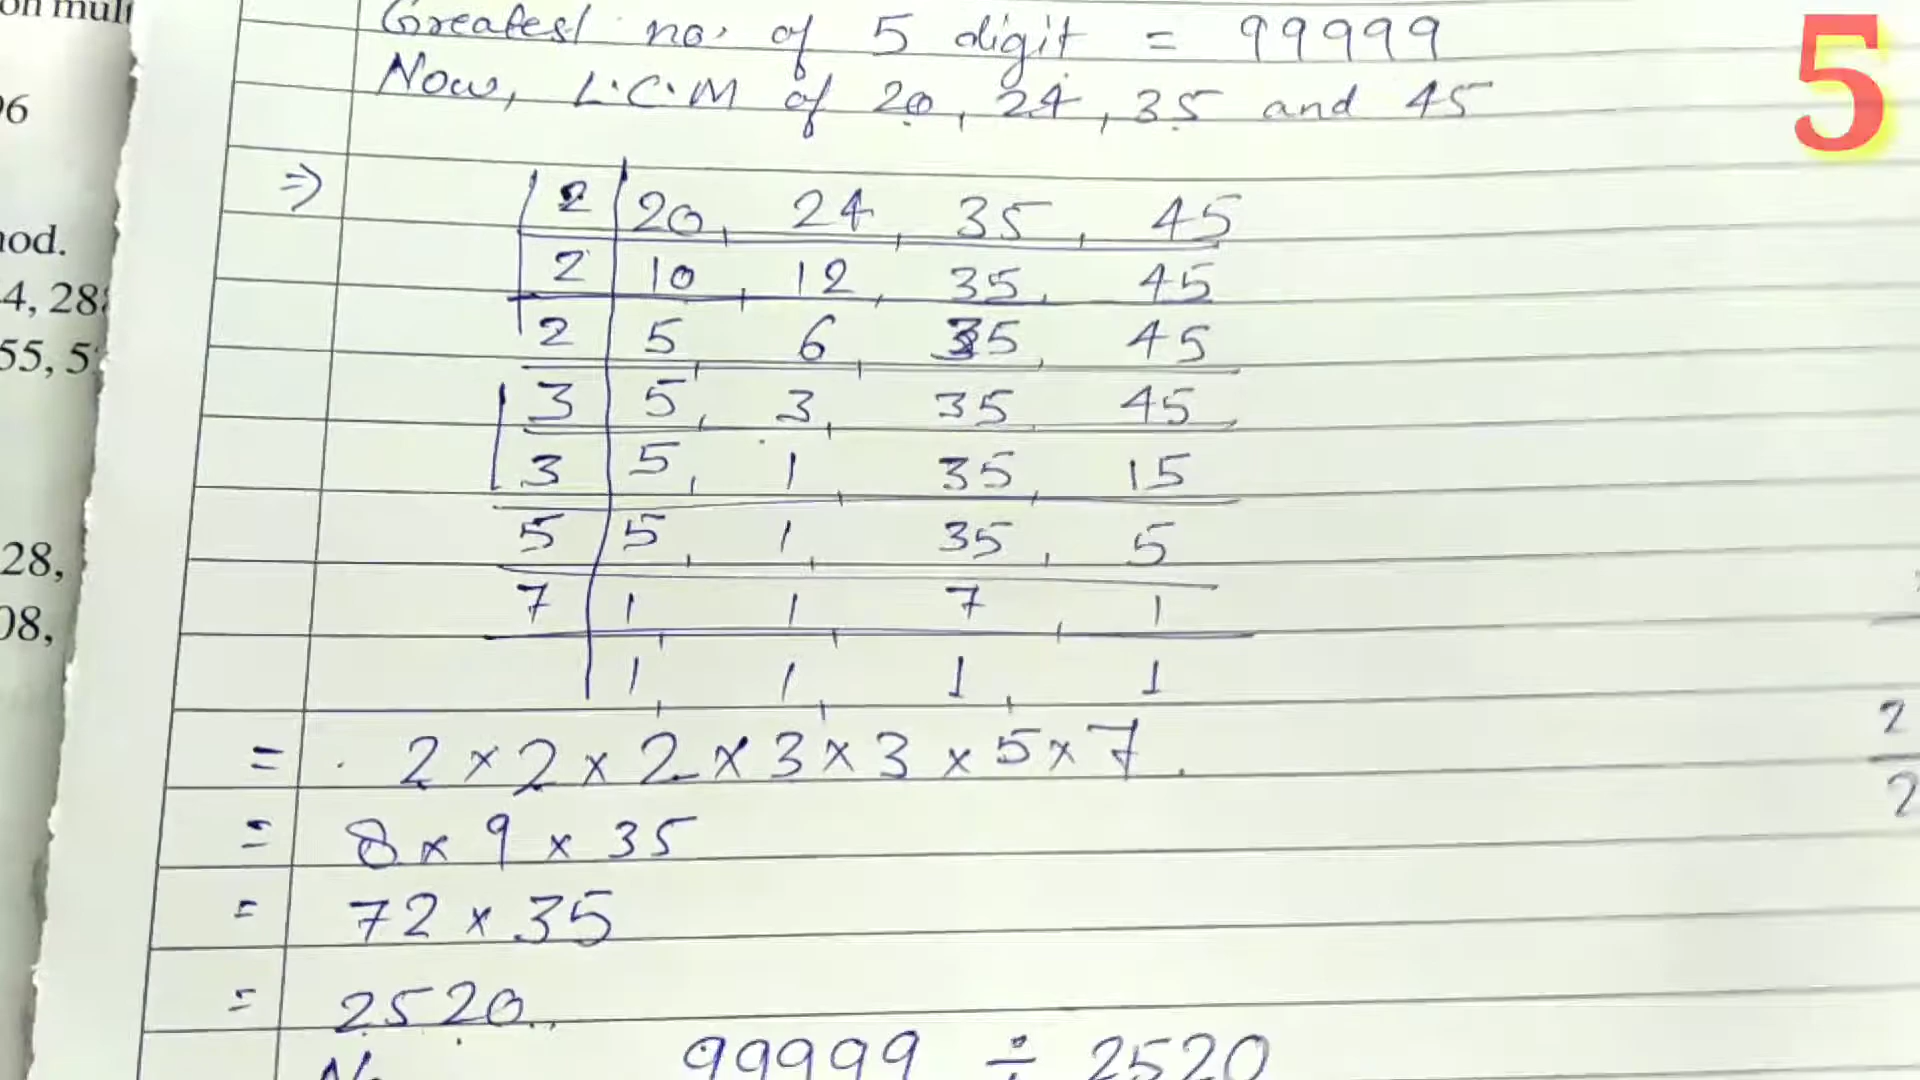 Greatest no. of 5 digit = 99999
5
Now, L.C.M of 20, 24, 35 and 45
96
⇒ 2 | 20, 24, 35, 45
2 | 10, 12, 35, 45
4, 28
2 | 5, 6, 35, 45
55, 5
3 | 5, 3, 35, 45
3 | 5, 1, 35, 15
5 | 5, 1, 35, 5
28,
7 | 1, 1, 7, 1
08,
1, 1, 1, 1
= 2 × 2 × 2 × 3 × 3 × 5 × 7.
2
= 8 × 9 × 35
2
= 72 × 35
= 2520
99999 ÷ 2520